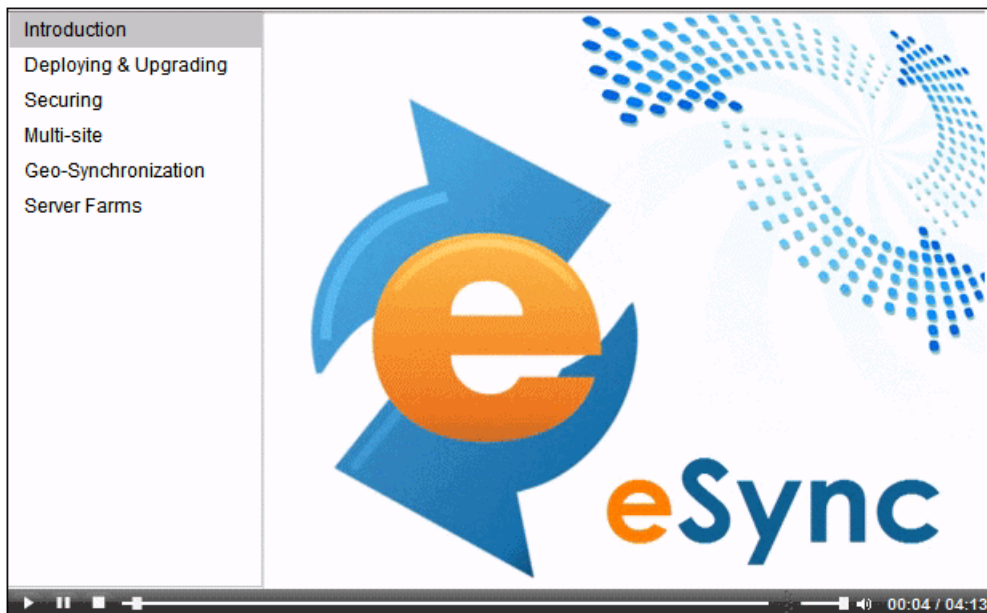 Introduction
Deploying & Upgrading
Securing
Multi-site
Geo-Synchronization
Server Farms
e
eSync
00:04 / 04:13